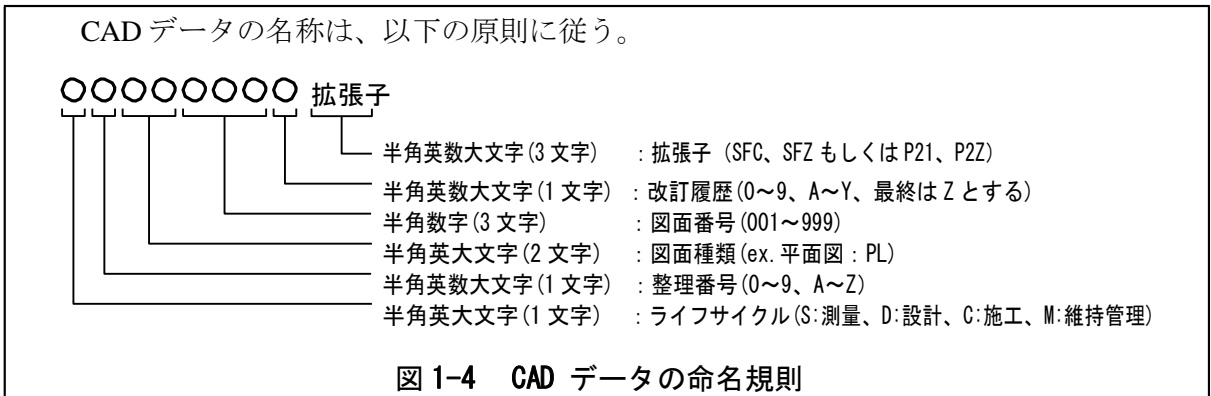 CADデータの名称は、以下の原則に従う。
○○○○○○○○ 拡張子
半角英数大文字(3文字) :拡張子 (SFC、SFZもしくはP21、P2Z)
半角英数大文字(1文字) :改訂履歴(0～9、A～Y、最終はZとする)
半角数字(3文字) :図面番号(001～999)
半角英大文字(2文字) :図面種類(ex.平面図:PL)
半角英数大文字(1文字) :整理番号(0～9、A～Z)
半角英大文字(1文字) :ライフサイクル(S:測量、D:設計、C:施工、M:維持管理)
図1-4 CAD データの命名規則